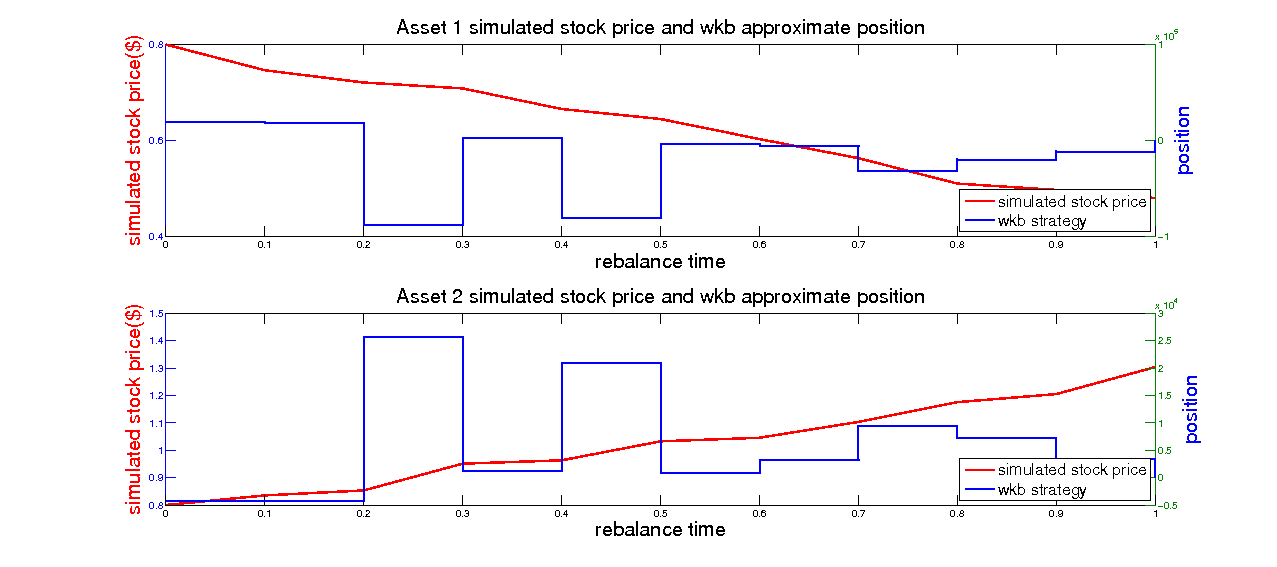 Asset 1 simulated stock price and wkb approximate position
x 10^5
simulated stock price($)
0.8
0.6
0.4
1
0
-1
position
simulated stock price
wkb strategy
0 0.1 0.2 0.3 0.4 0.5 0.6 0.7 0.8 0.9 1
rebalance time
Asset 2 simulated stock price and wkb approximate position
x 10^4
simulated stock price($)
1.5
1.4
1.3
1.2
1.1
1
0.9
0.8
3
2.5
2
1.5
1
0.5
0
-0.5
position
simulated stock price
wkb strategy
0 0.1 0.2 0.3 0.4 0.5 0.6 0.7 0.8 0.9 1
rebalance time